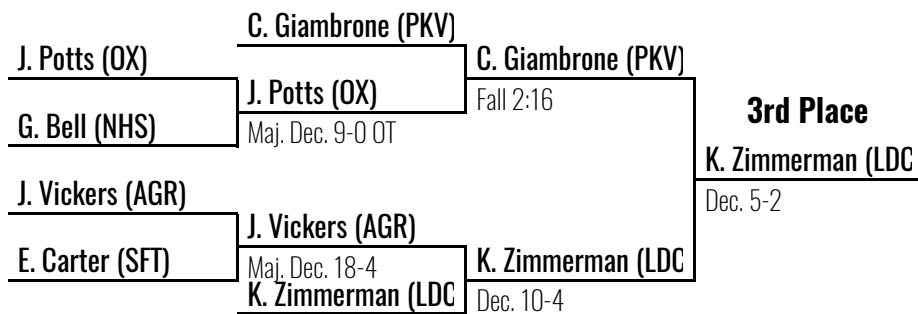 C. Giambrone (PKV)
J. Potts (OX)
C. Giambrone (PKV)
J. Potts (OX)
Fall 2:16
3rd Place
G. Bell (NHS)
Maj. Dec. 9-0 OT
K. Zimmerman (LDC
J. Vickers (AGR)
Dec. 5-2
J. Vickers (AGR)
E. Carter (SFT)
K. Zimmerman (LDC
Maj. Dec. 18-4
K. Zimmerman (LDC
Dec. 10-4